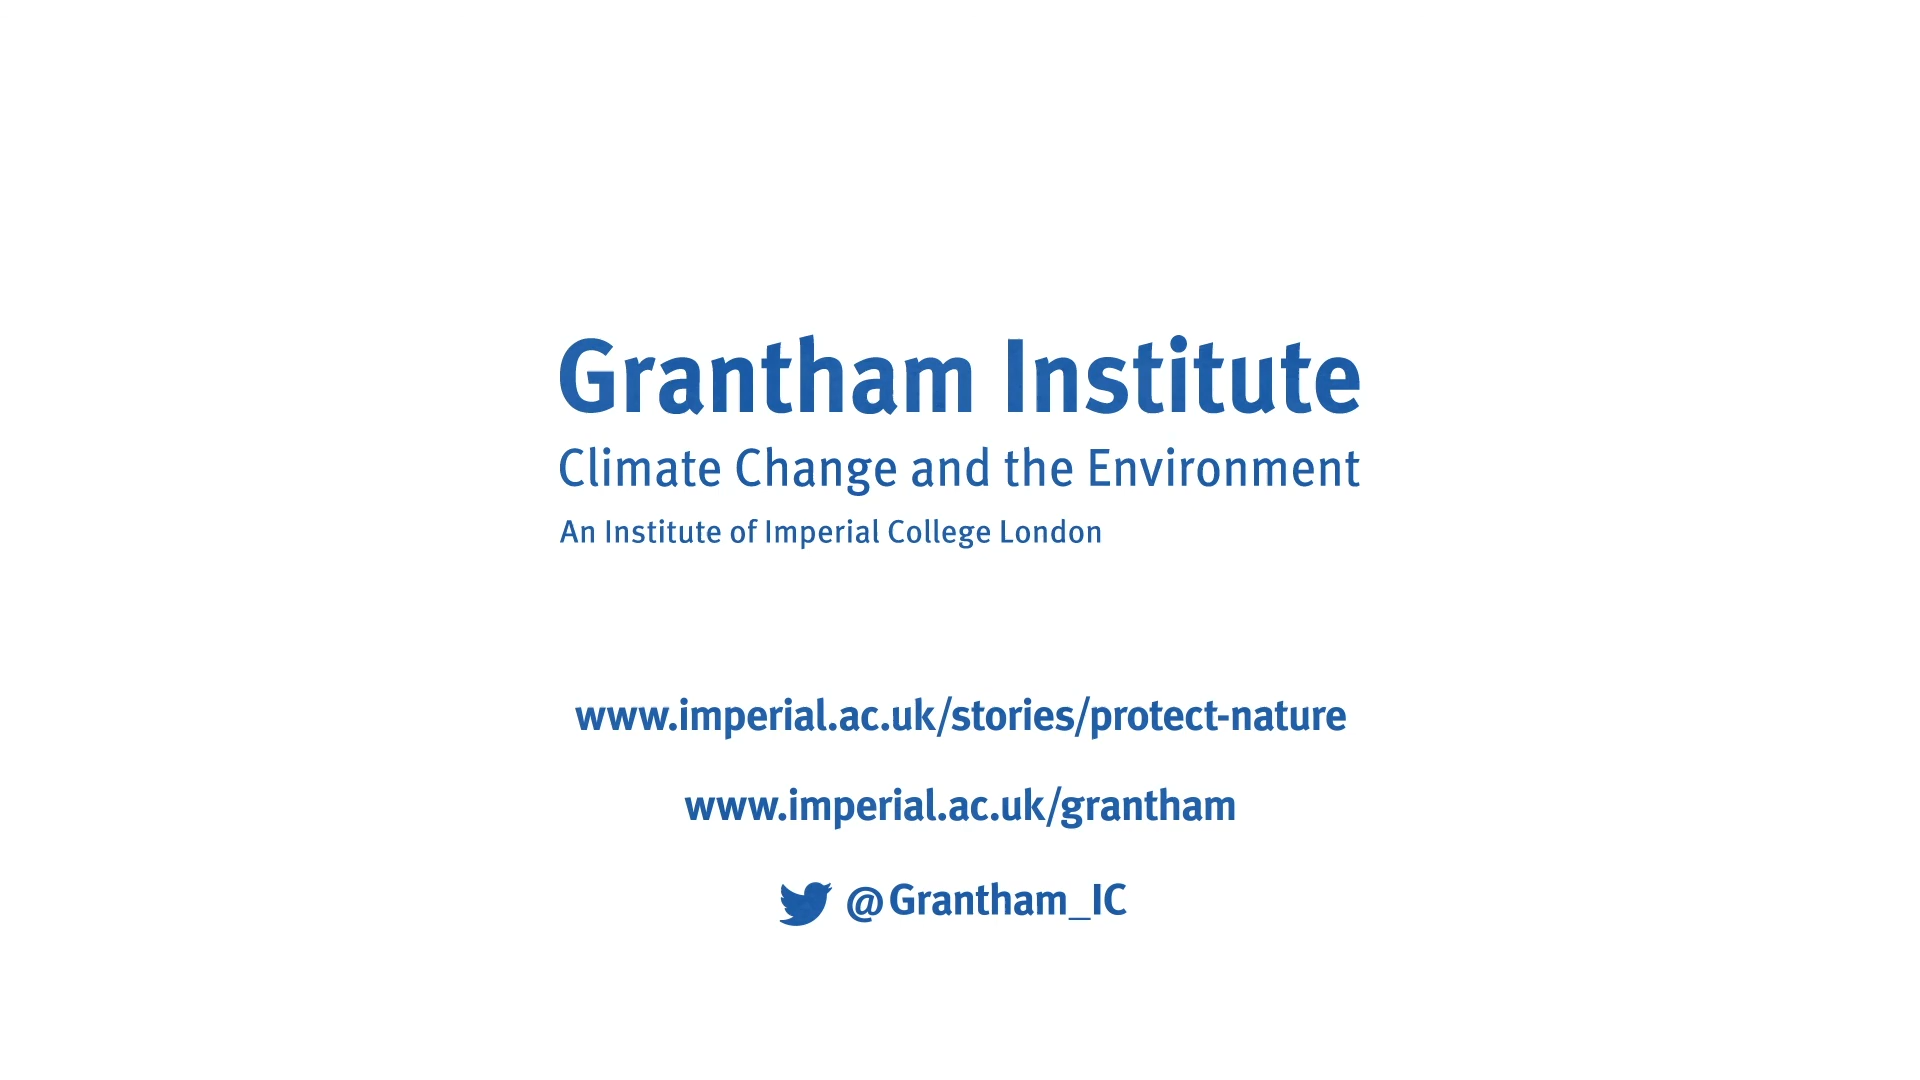 Grantham Institute
Climate Change and the Environment
An Institute of Imperial College London
www.imperial.ac.uk/stories/protect-nature
www.imperial.ac.uk/grantham
@Grantham_IC